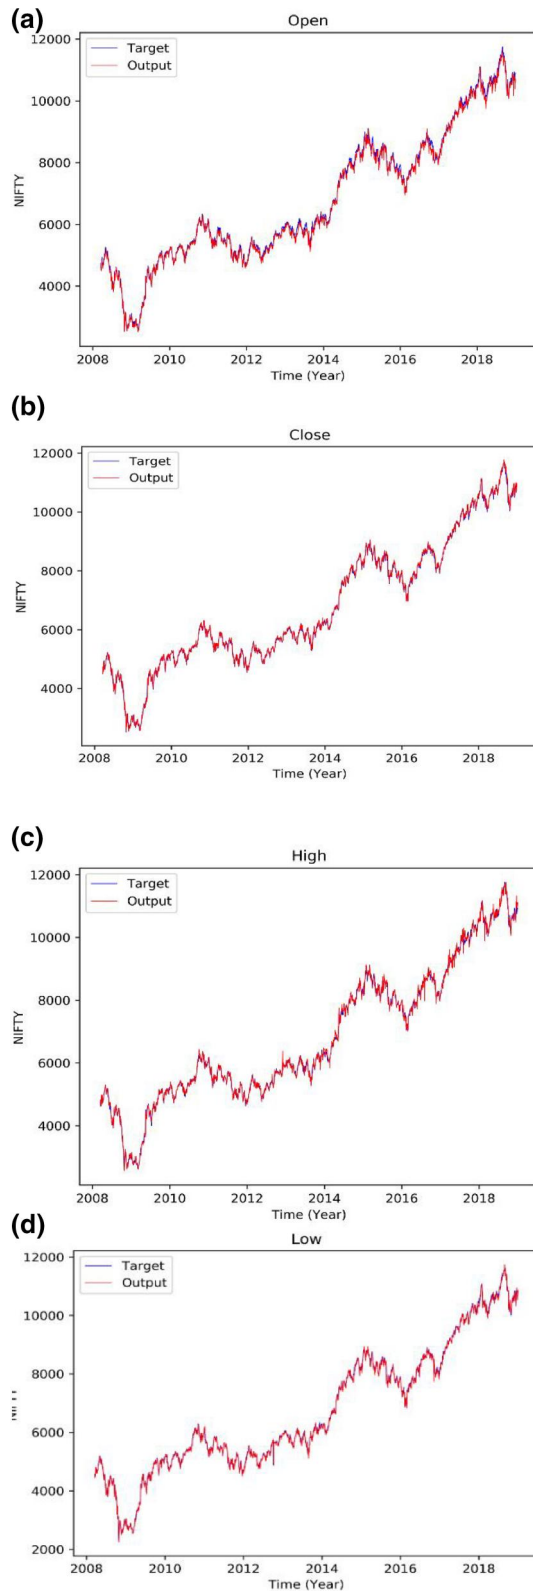 (a)
Open
12000
Target
Output
10000
8000
6000
4000
NIFTY
2008 2010 2012 2014 2016 2018
Time (Year)
(b)
Close
12000
Target
Output
10000
8000
6000
4000
NIFTY
2008 2010 2012 2014 2016 2018
Time (Year)
(c)
High
12000
Target
Output
10000
8000
6000
4000
NIFTY
2008 2010 2012 2014 2016 2018
Time (Year)
(d)
Low
12000
Target
Output
10000
8000
6000
4000
2000
2008 2010 2012 2014 2016 2018
Time (Year)